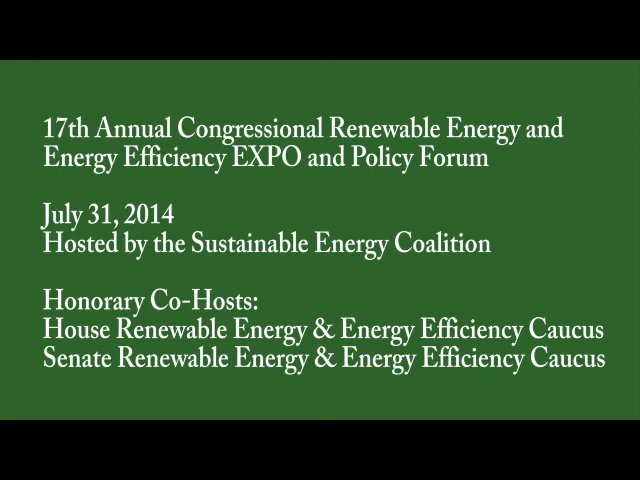 17th Annual Congressional Renewable Energy and
Energy Efficiency EXPO and Policy Forum
July 31, 2014
Hosted by the Sustainable Energy Coalition
Honorary Co-Hosts:
House Renewable Energy & Energy Efficiency Caucus
Senate Renewable Energy & Energy Efficiency Caucus